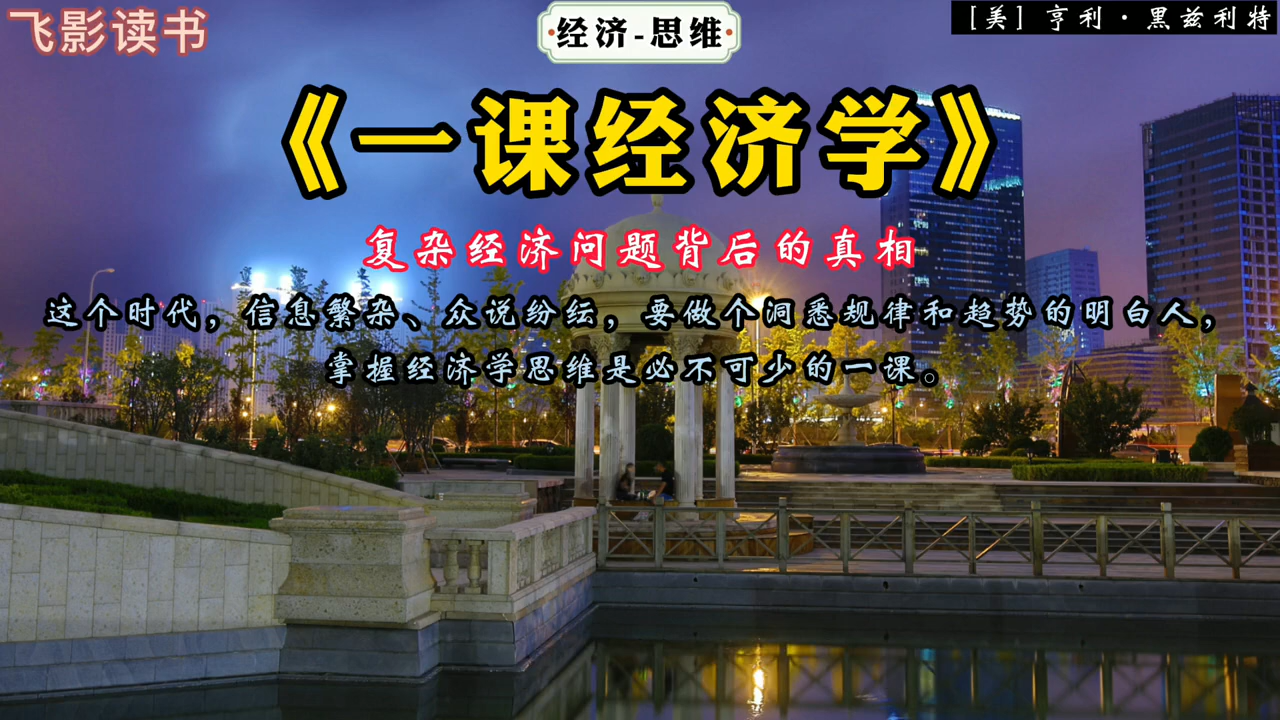 飞影读书
经济-思维
[美]亨利·黑兹利特
《一课经济学》
复杂经济问题背后的真相
这个时代，信息繁杂、众说纷纭，要做个洞悉规律和趋势的明白人，
掌握经济学思维是必不可少的一课。